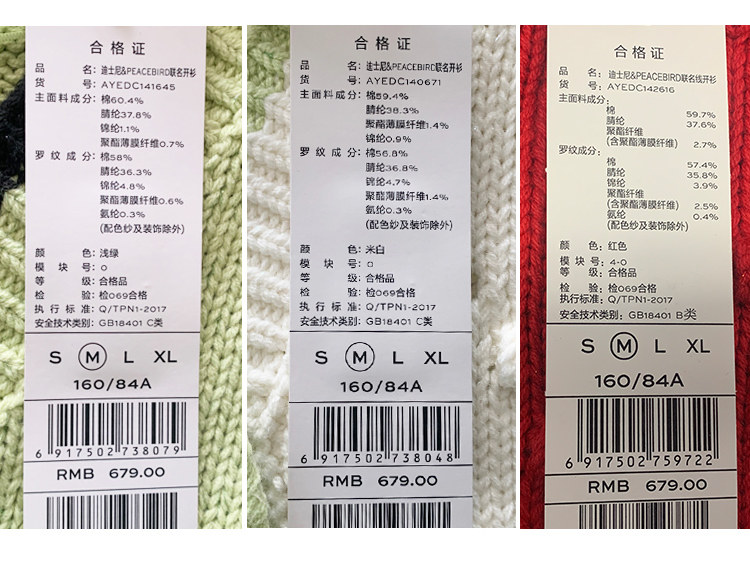 合格证
品 名: 迪士尼&PEACEBIRD联名开衫
货 号: AYEDC141645
主面料成分: 棉60.4%
腈纶37.8%
锦纶1.1%
聚酯薄膜纤维0.7%
罗纹成分: 棉58%
腈纶36.3%
锦纶4.8%
聚酯薄膜纤维0.6%
氨纶0.3%
(配色纱及装饰除外)
颜 色: 浅绿
模块号: 0
等 级: 合格品
检 验: 检069合格
执行标准: Q/TPN1-2017
安全技术类别: GB18401 C类
S M L XL
160/84A
6 917502 738079
RMB 679.00
合格证
品 名: 迪士尼&PEACEBIRD联名开衫
货 号: AYEDC140671
主面料成分: 棉59.4%
腈纶38.3%
聚酯薄膜纤维1.4%
锦纶0.9%
罗纹成分: 棉56.8%
腈纶36.8%
锦纶4.7%
聚酯薄膜纤维1.4%
氨纶0.3%
(配色纱及装饰除外)
颜 色: 米白
模块号: 0
等 级: 合格品
检 验: 检069合格
执行标准: Q/TPN1-2017
安全技术类别: GB18401 C类
S M L XL
160/84A
6 917502 738048
RMB 679.00
合格证
品 名: 迪士尼&PEACEBIRD联名线开衫
货 号: AYEDC142616
主面料成分:
棉 59.7%
腈纶 37.6%
聚酯纤维
(含聚酯薄膜纤维) 2.7%
罗纹成分:
棉 57.4%
腈纶 35.8%
锦纶 3.9%
聚酯纤维
(含聚酯薄膜纤维) 2.5%
氨纶 0.4%
(配色纱及装饰除外)
颜 色: 红色
模块号: 4-0
等 级: 合格品
检 验: 检069合格
执行标准: Q/TPN1-2017
安全技术类别: GB18401 B类
S M L XL
160/84A
6 917502 759722
RMB 679.00